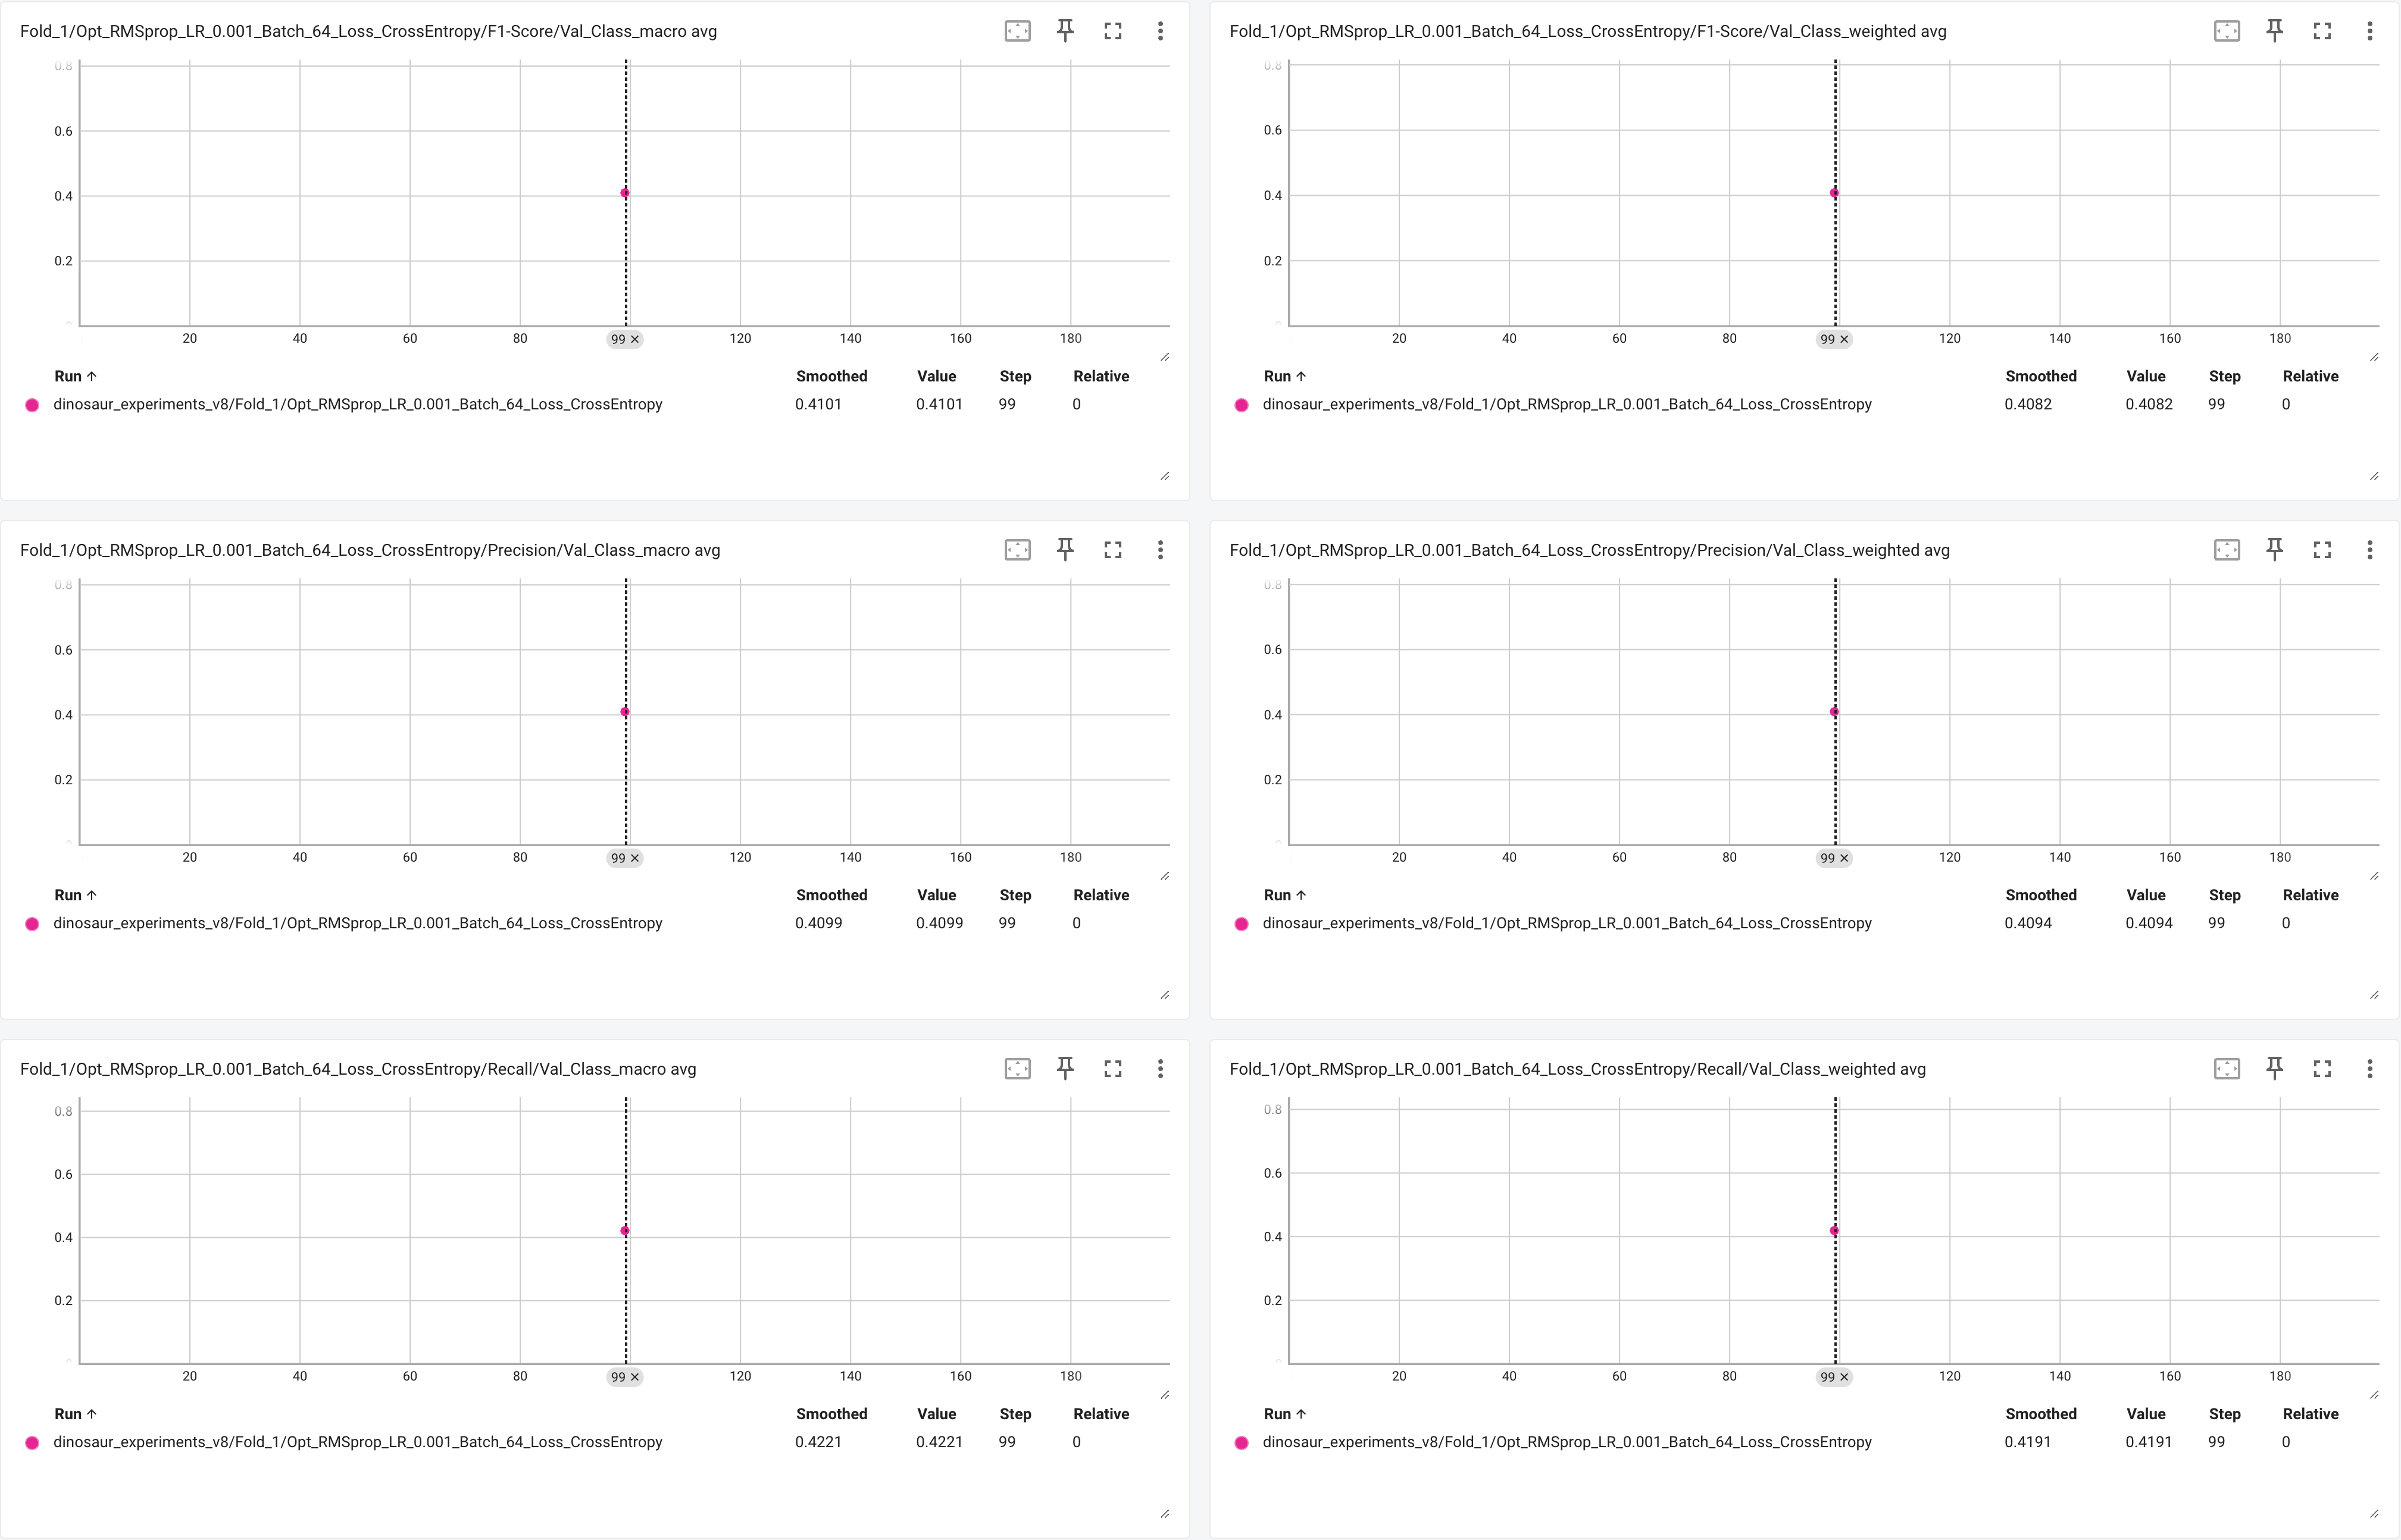 Fold_1/Opt_RMSprop_LR_0.001_Batch_64_Loss_CrossEntropy/F1-Score/Val_Class_macro avg
0.8
0.6
0.4
0.2
0
20 40 60 80 99 × 120 140 160 180
Run ↑ Smoothed Value Step Relative
dinosaur_experiments_v8/Fold_1/Opt_RMSprop_LR_0.001_Batch_64_Loss_CrossEntropy 0.4101 0.4101 99 0
Fold_1/Opt_RMSprop_LR_0.001_Batch_64_Loss_CrossEntropy/F1-Score/Val_Class_weighted avg
0.8
0.6
0.4
0.2
0
20 40 60 80 99 × 120 140 160 180
Run ↑ Smoothed Value Step Relative
dinosaur_experiments_v8/Fold_1/Opt_RMSprop_LR_0.001_Batch_64_Loss_CrossEntropy 0.4082 0.4082 99 0
Fold_1/Opt_RMSprop_LR_0.001_Batch_64_Loss_CrossEntropy/Precision/Val_Class_macro avg
0.8
0.6
0.4
0.2
0
20 40 60 80 99 × 120 140 160 180
Run ↑ Smoothed Value Step Relative
dinosaur_experiments_v8/Fold_1/Opt_RMSprop_LR_0.001_Batch_64_Loss_CrossEntropy 0.4099 0.4099 99 0
Fold_1/Opt_RMSprop_LR_0.001_Batch_64_Loss_CrossEntropy/Precision/Val_Class_weighted avg
0.8
0.6
0.4
0.2
0
20 40 60 80 99 × 120 140 160 180
Run ↑ Smoothed Value Step Relative
dinosaur_experiments_v8/Fold_1/Opt_RMSprop_LR_0.001_Batch_64_Loss_CrossEntropy 0.4094 0.4094 99 0
Fold_1/Opt_RMSprop_LR_0.001_Batch_64_Loss_CrossEntropy/Recall/Val_Class_macro avg
0.8
0.6
0.4
0.2
0
20 40 60 80 99 × 120 140 160 180
Run ↑ Smoothed Value Step Relative
dinosaur_experiments_v8/Fold_1/Opt_RMSprop_LR_0.001_Batch_64_Loss_CrossEntropy 0.4221 0.4221 99 0
Fold_1/Opt_RMSprop_LR_0.001_Batch_64_Loss_CrossEntropy/Recall/Val_Class_weighted avg
0.8
0.6
0.4
0.2
0
20 40 60 80 99 × 120 140 160 180
Run ↑ Smoothed Value Step Relative
dinosaur_experiments_v8/Fold_1/Opt_RMSprop_LR_0.001_Batch_64_Loss_CrossEntropy 0.4191 0.4191 99 0